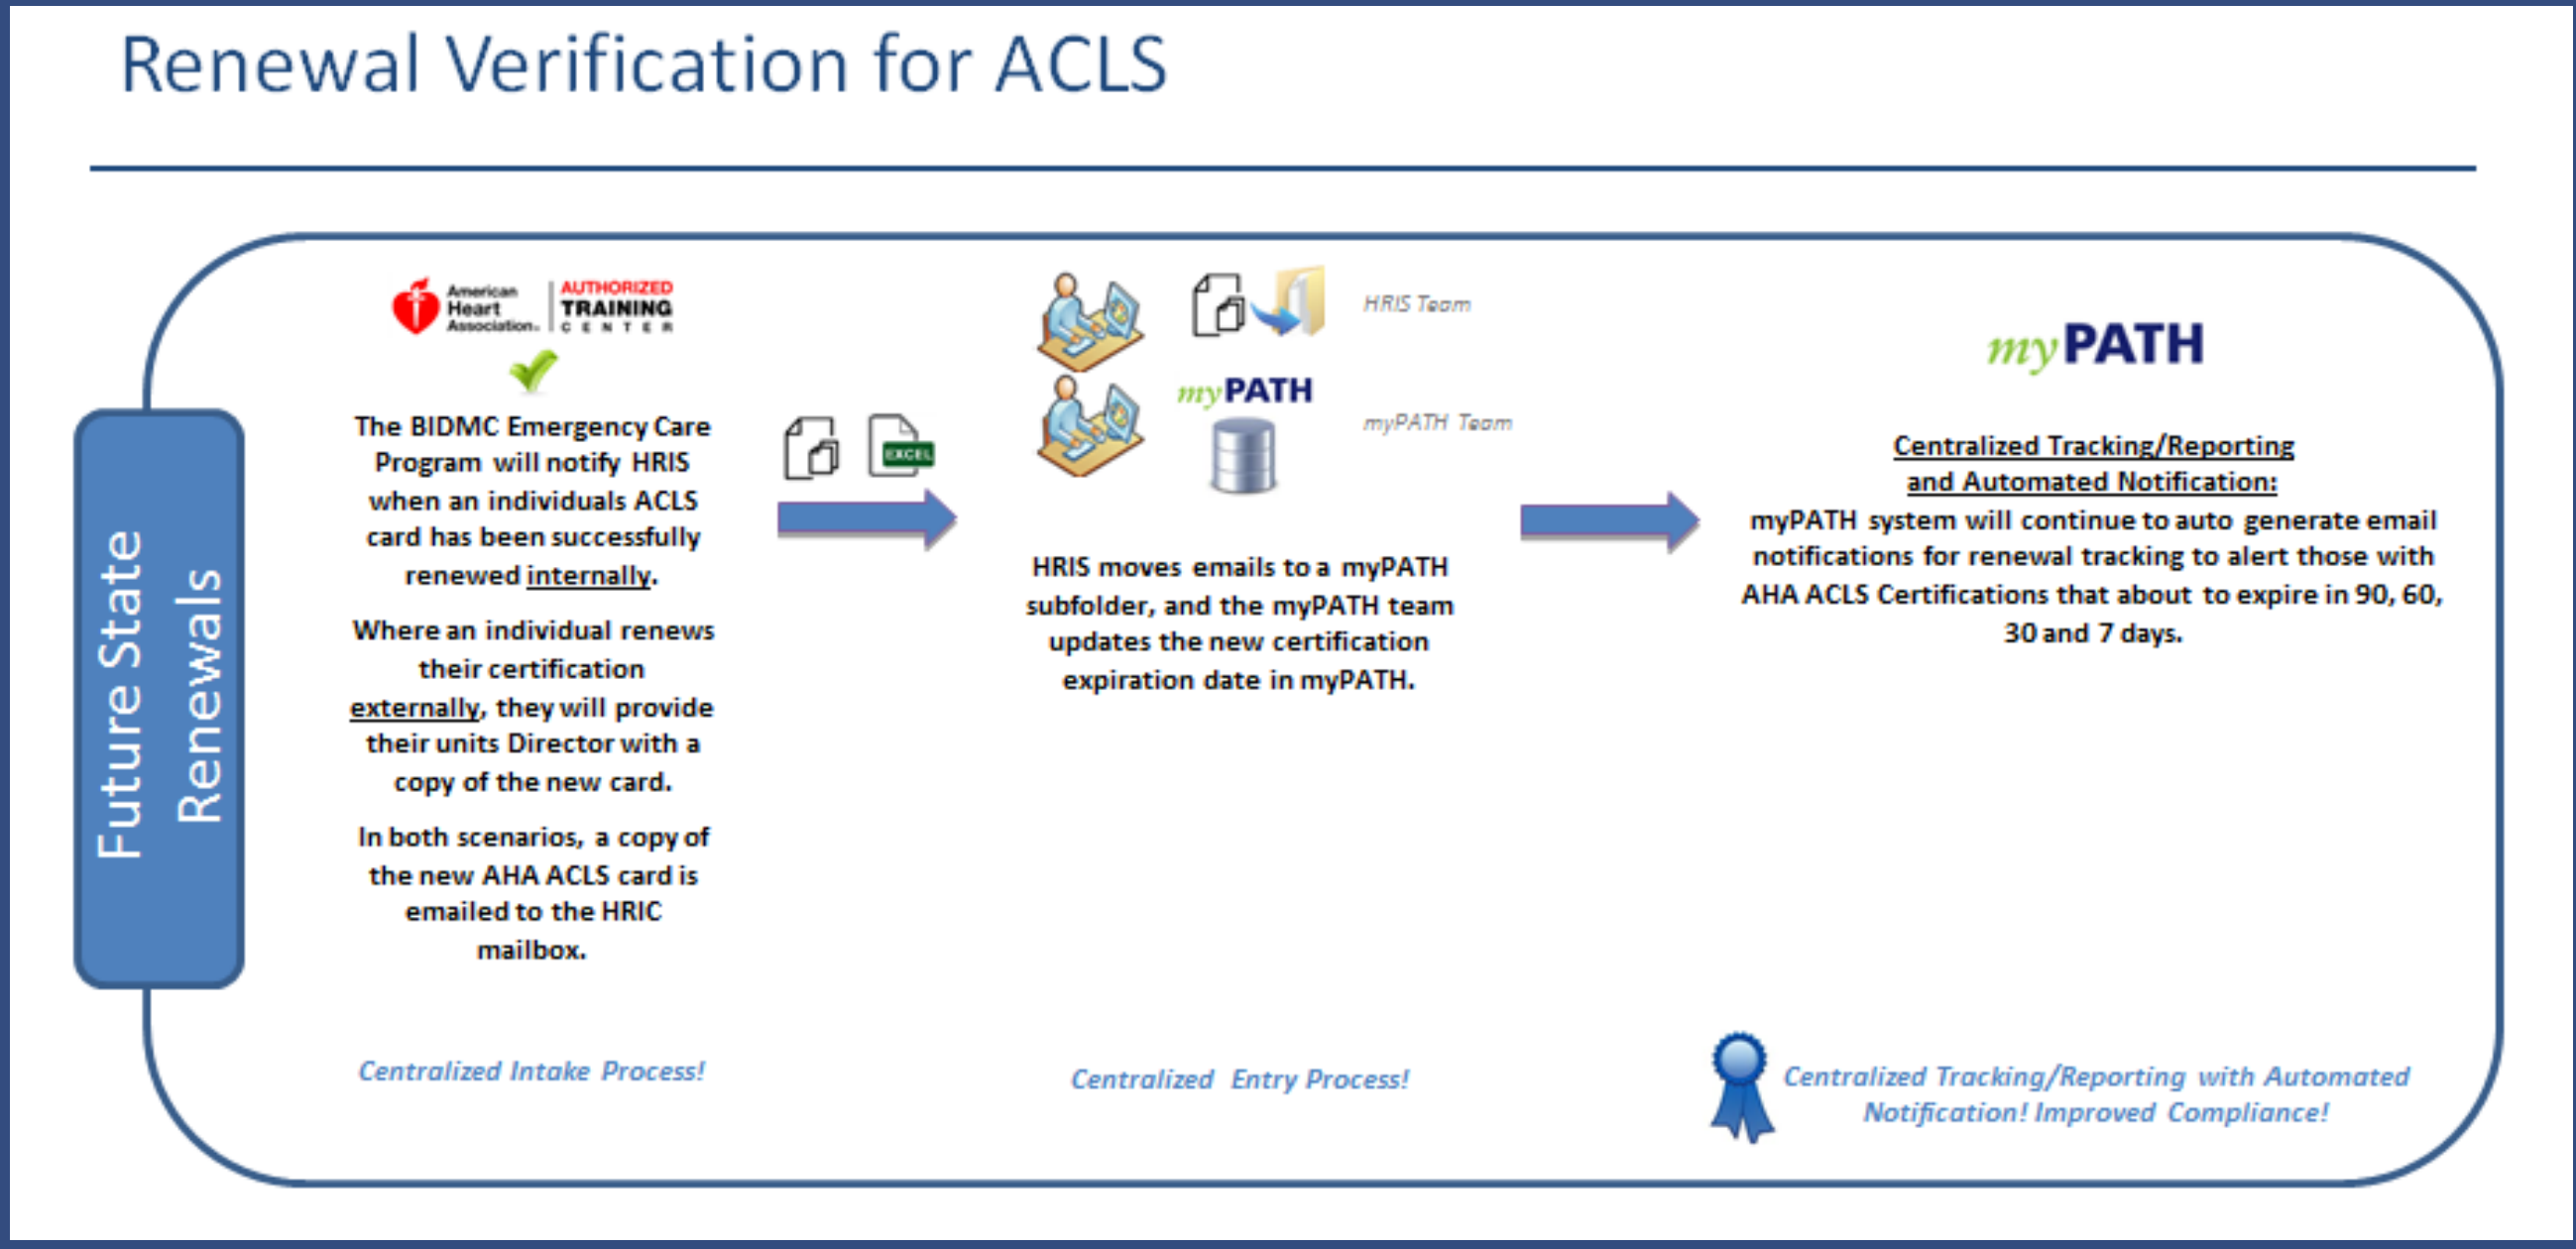 Renewal Verification for ACLS
Future State
Renewals
American
Heart
Association.
AUTHORIZED
TRAINING
CENTER
The BIDMC Emergency Care
Program will notify HRIS
when an individuals ACLS
card has been successfully
renewed internally.
Where an individual renews
their certification
externally, they will provide
their units Director with a
copy of the new card.
In both scenarios, a copy of
the new AHA ACLS card is
emailed to the HRIC
mailbox.
Centralized Intake Process!
EXCEL
HRIS Team
myPATH
myPATH Team
HRIS moves emails to a myPATH
subfolder, and the myPATH team
updates the new certification
expiration date in myPATH.
Centralized Entry Process!
myPATH
Centralized Tracking/Reporting
and Automated Notification:
myPATH system will continue to auto generate email
notifications for renewal tracking to alert those with
AHA ACLS Certifications that about to expire in 90, 60,
30 and 7 days.
Centralized Tracking/Reporting with Automated
Notification! Improved Compliance!